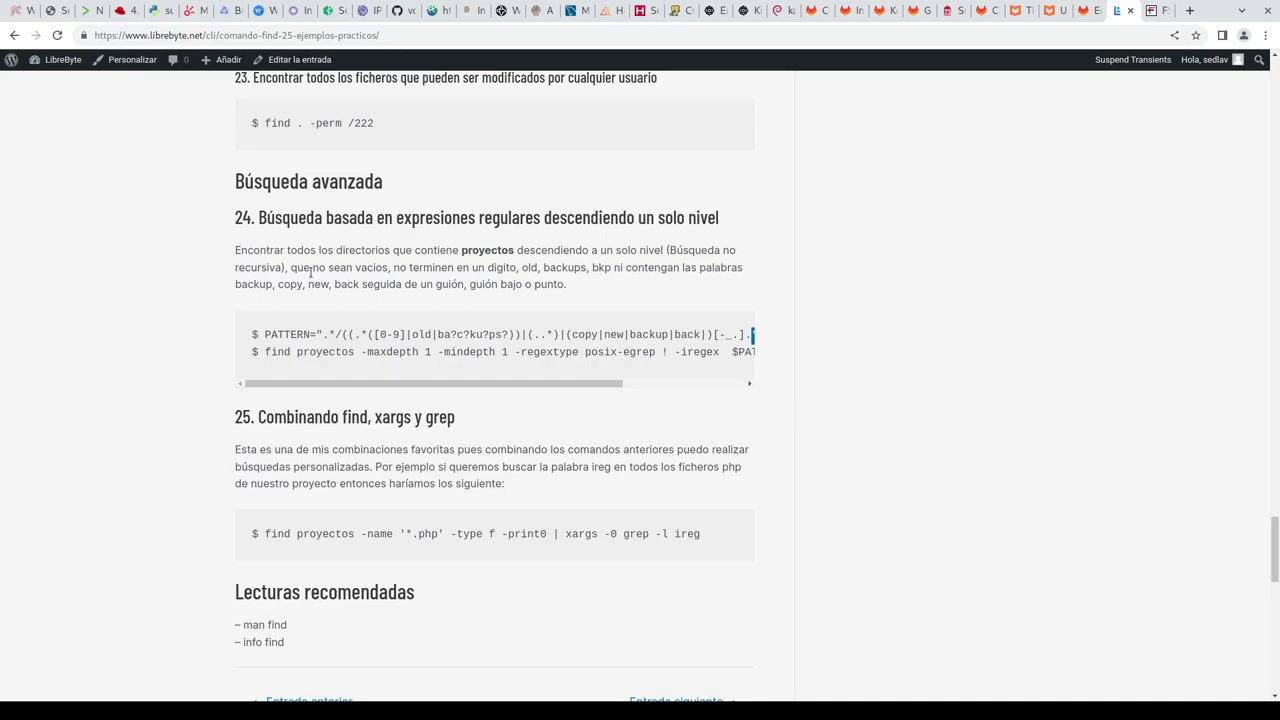 https://www.librebyte.net/cli/comando-find-25-ejemplos-practicos/
LibreByte Personalizar 0 Añadir Editar la entrada Suspend Transients Hola, sedlav
23. Encontrar todos los ficheros que pueden ser modificados por cualquier usuario
$ find . -perm /222
Búsqueda avanzada
24. Búsqueda basada en expresiones regulares descendiendo un solo nivel
Encontrar todos los directorios que contiene proyectos descendiendo a un solo nivel (Búsqueda no
recursiva), que no sean vacios, no terminen en un digito, old, backups, bkp ni contengan las palabras
backup, copy, new, back seguida de un guión, guión bajo o punto.
$ PATTERN=".*/((.*([0-9]|old|ba?c?ku?ps?))|(..*)|(copy|new|backup|back|)[-_.].*
$ find proyectos -maxdepth 1 -mindepth 1 -regextype posix-egrep ! -iregex  $PAT
25. Combinando find, xargs y grep
Esta es una de mis combinaciones favoritas pues combinando los comandos anteriores puedo realizar
búsquedas personalizadas. Por ejemplo si queremos buscar la palabra ireg en todos los ficheros php
de nuestro proyecto entonces haríamos los siguiente:
$ find proyectos -name '*.php' -type f -print0 | xargs -0 grep -l ireg
Lecturas recomendadas
– man find
– info find
Entrada anterior Entrada siguiente